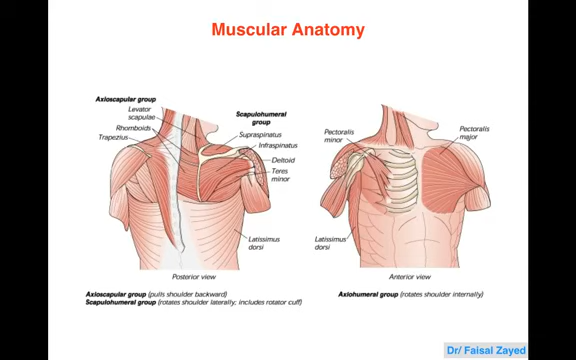 Muscular Anatomy
Axioscapular group
Levator
scapulae
Rhomboids
Trapezius
Scapulohumeral
group
Supraspinatus
Infraspinatus
Deltoid
Teres
minor
Latissimus
dorsi
Posterior view
Pectoralis
minor
Pectoralis
major
Latissimus
dorsi
Anterior view
Axioscapular group (pulls shoulder backward)
Scapulohumeral group (rotates shoulder laterally, includes rotator cuff)
Axiohumeral group (rotates shoulder internally)
Dr/ Faisal Zayed